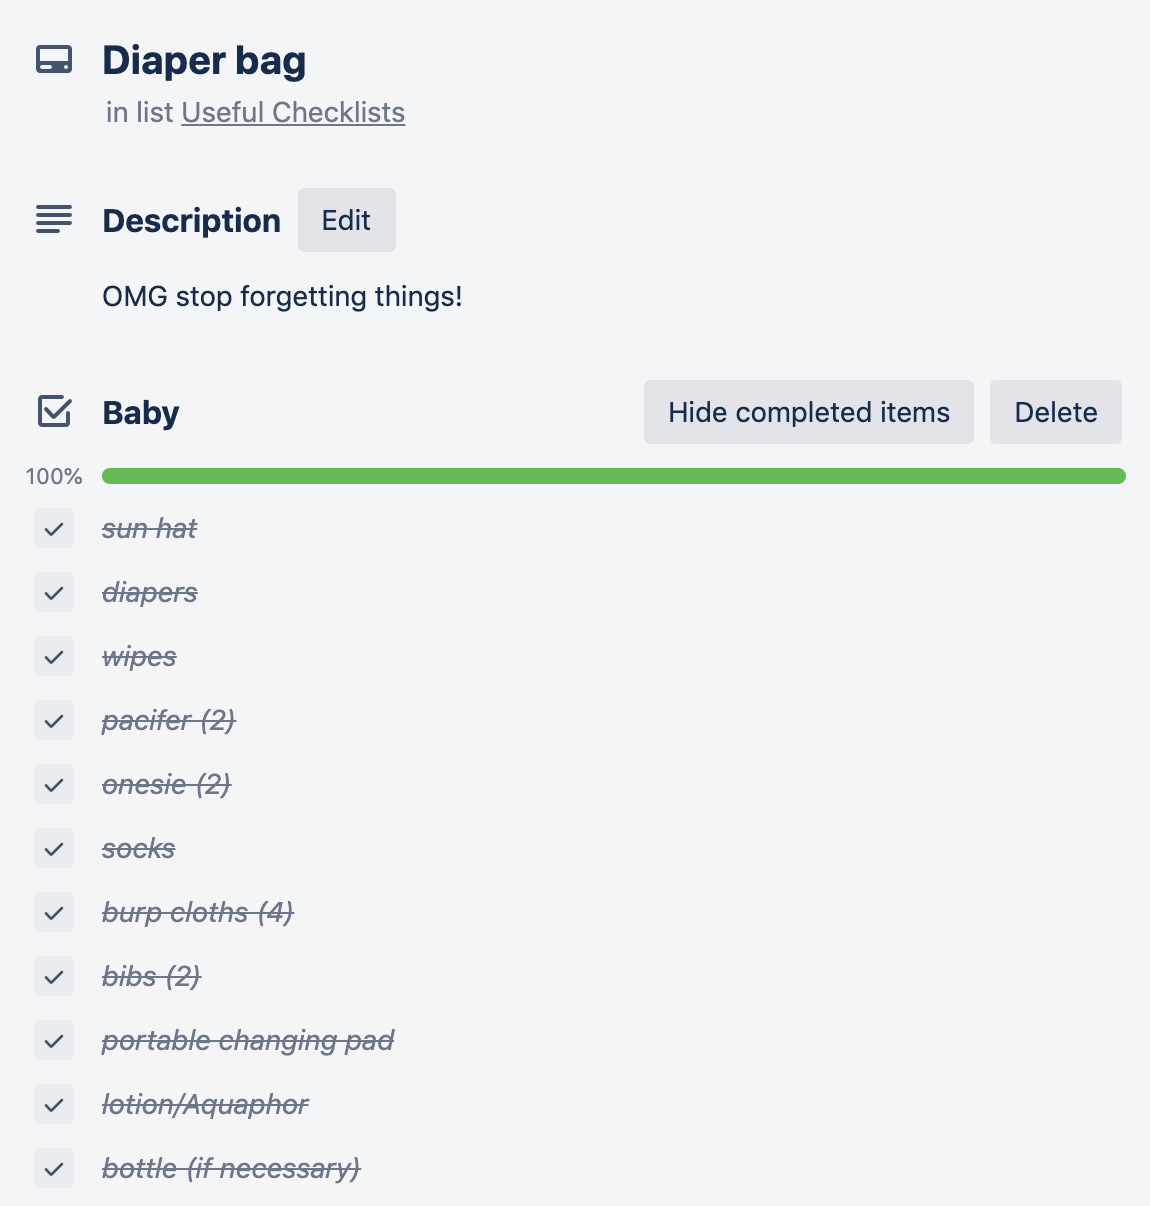 Diaper bag
in list Useful Checklists
Description Edit
OMG stop forgetting things!
Baby Hide completed items Delete
100%
sun hat
diapers
wipes
pacifer (2)
onesie (2)
socks
burp cloths (4)
bibs (2)
portable changing pad
lotion/Aquaphor
bottle (if necessary)